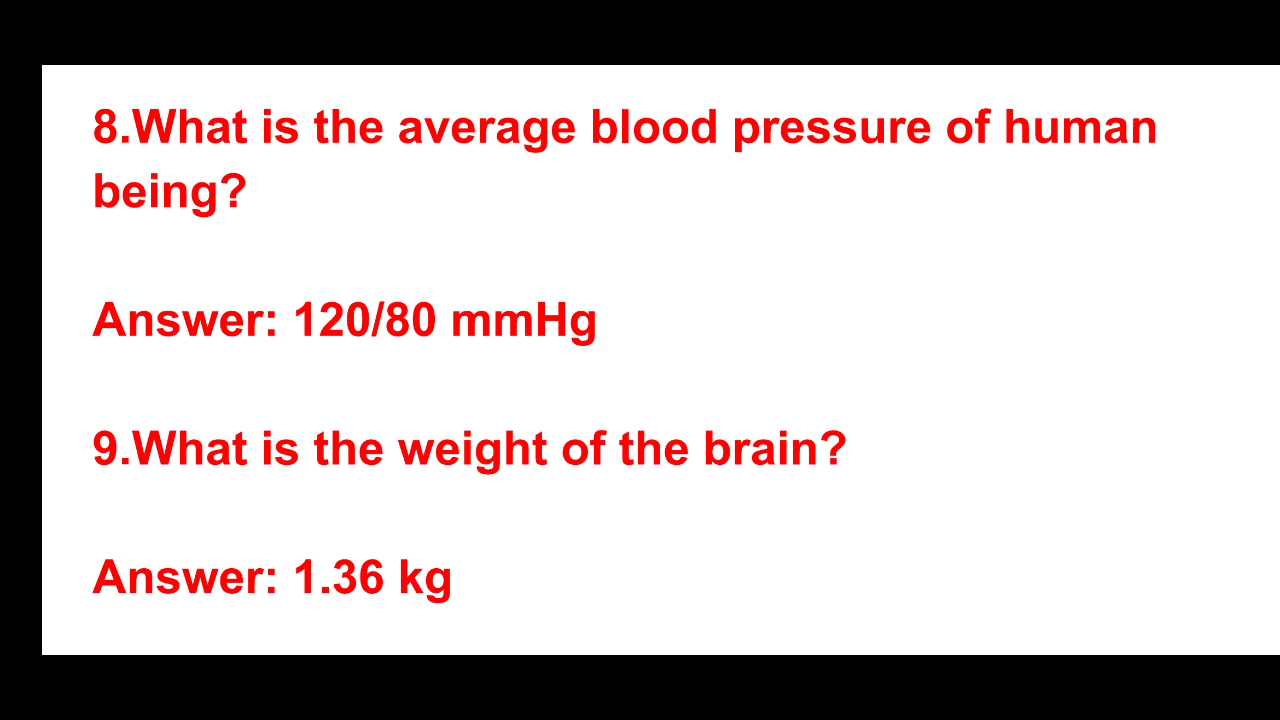 8.What is the average blood pressure of human
being?
Answer: 120/80 mmHg
9.What is the weight of the brain?
Answer: 1.36 kg